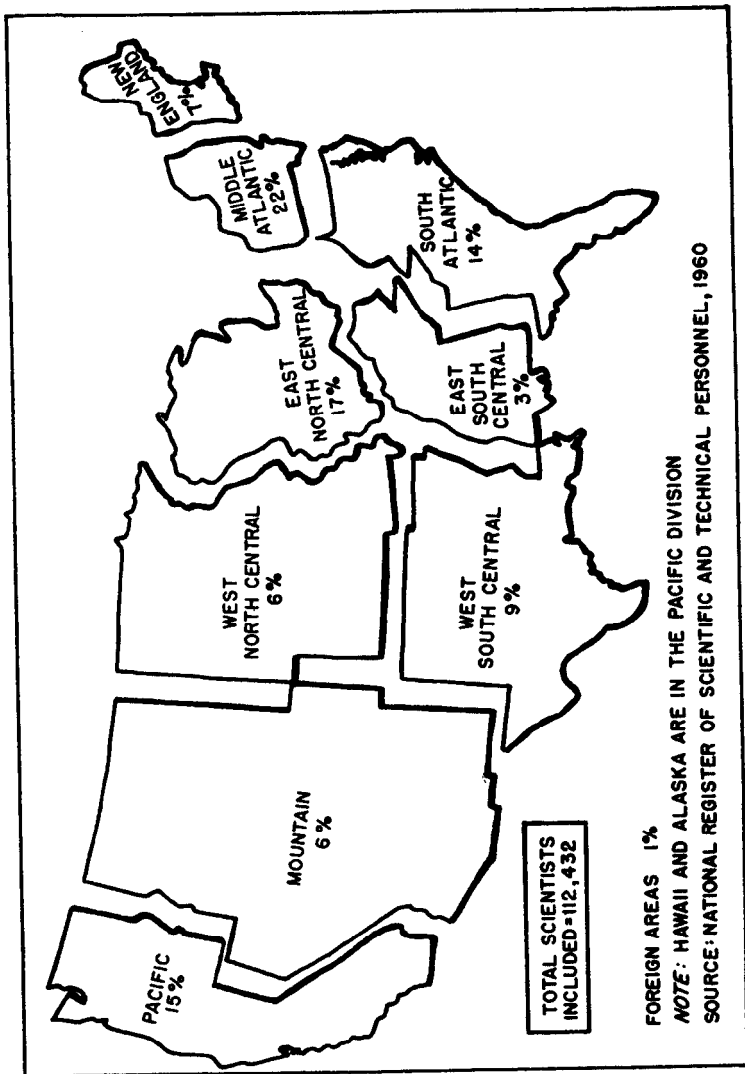 PACIFIC
15%
MOUNTAIN
6%
WEST
NORTH CENTRAL
6%
WEST
SOUTH CENTRAL
9%
EAST
NORTH CENTRAL
17%
EAST
SOUTH
CENTRAL
3%
MIDDLE
ATLANTIC
22%
SOUTH
ATLANTIC
14%
NEW
ENGLAND
7%
TOTAL SCIENTISTS
INCLUDED=112,432
FOREIGN AREAS 1%
NOTE: HAWAII AND ALASKA ARE IN THE PACIFIC DIVISION
SOURCE: NATIONAL REGISTER OF SCIENTIFIC AND TECHNICAL PERSONNEL, 1960